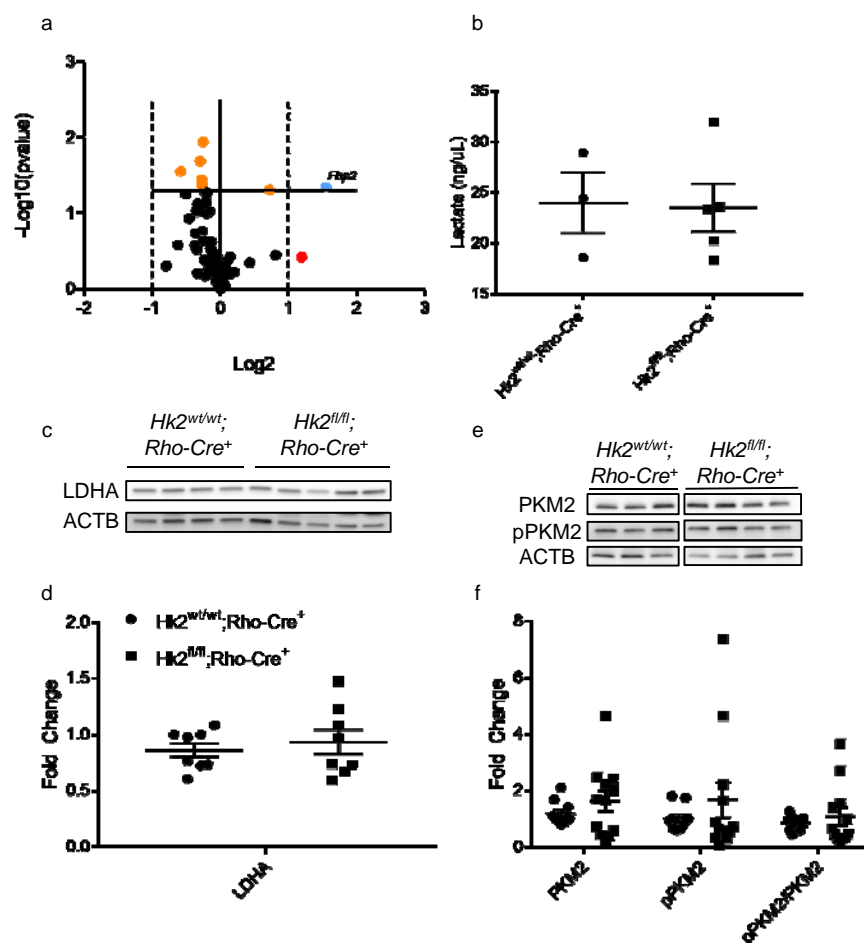 a
-Log10(pvalue)
3
2
1
0
Fbp2
-2
-1
0
1
2
3
Log2
b
Lactate (ng/uL)
35
30
25
20
15
Hk2wt/wt;Rho-Cre+
Hk2fl/fl;Rho-Cre+
c
Hk2wt/wt;
Rho-Cre+
Hk2fl/fl;
Rho-Cre+
LDHA
ACTB
e
Hk2wt/wt;
Rho-Cre+
Hk2fl/fl;
Rho-Cre+
PKM2
pPKM2
ACTB
d
Hk2wt/wt;Rho-Cre+
Hk2fl/fl;Rho-Cre+
Fold Change
2.0
1.5
1.0
0.5
0.0
LDHA
f
Fold Change
8
6
4
2
0
PKM2
pPKM2
pPKM2/PKM2